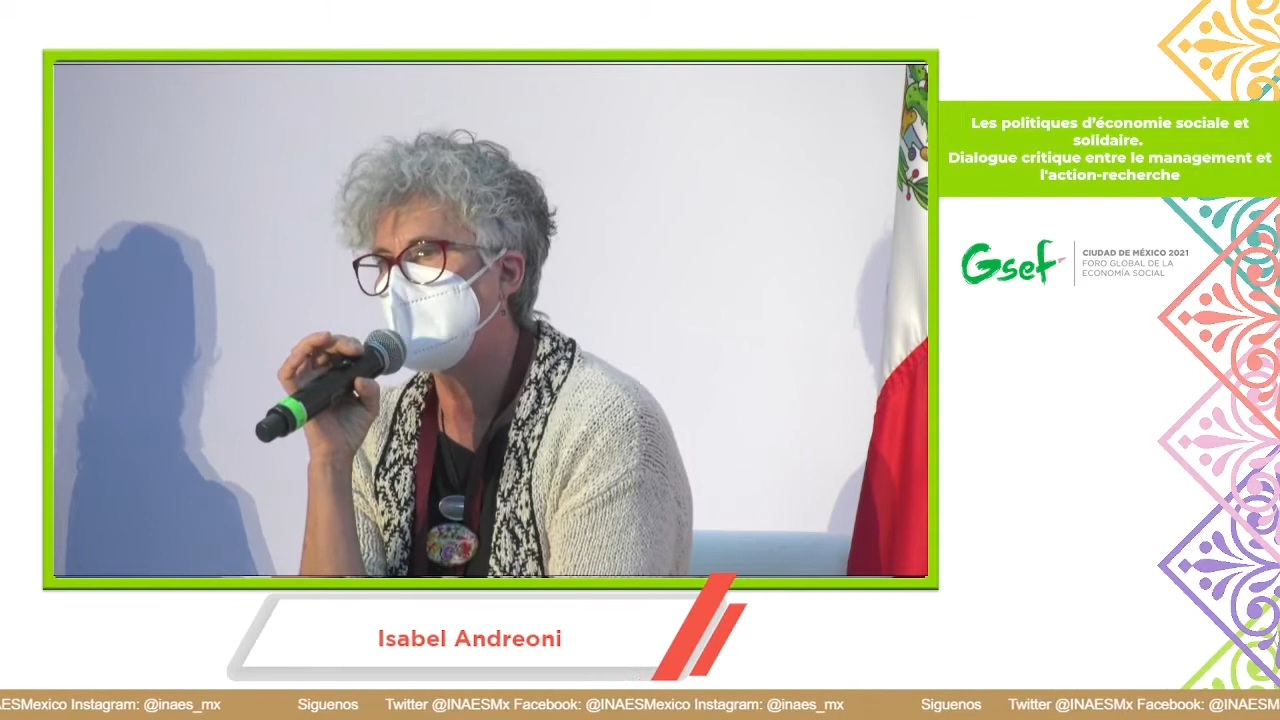 Les politiques d'économie sociale et
solidaire.
Dialogue critique entre le management et
l'action-recherche
Gsef
CIUDAD DE MÉXICO 2021
FORO GLOBAL DE LA
ECONOMÍA SOCIAL
Isabel Andreoni
AESMexico Instagram: @inaes_mx Siguenos Twitter @INAESMx Facebook: @INAESMexico Instagram: @inaes_mx Siguenos Twitter @INAESMx Facebook: @INAESM